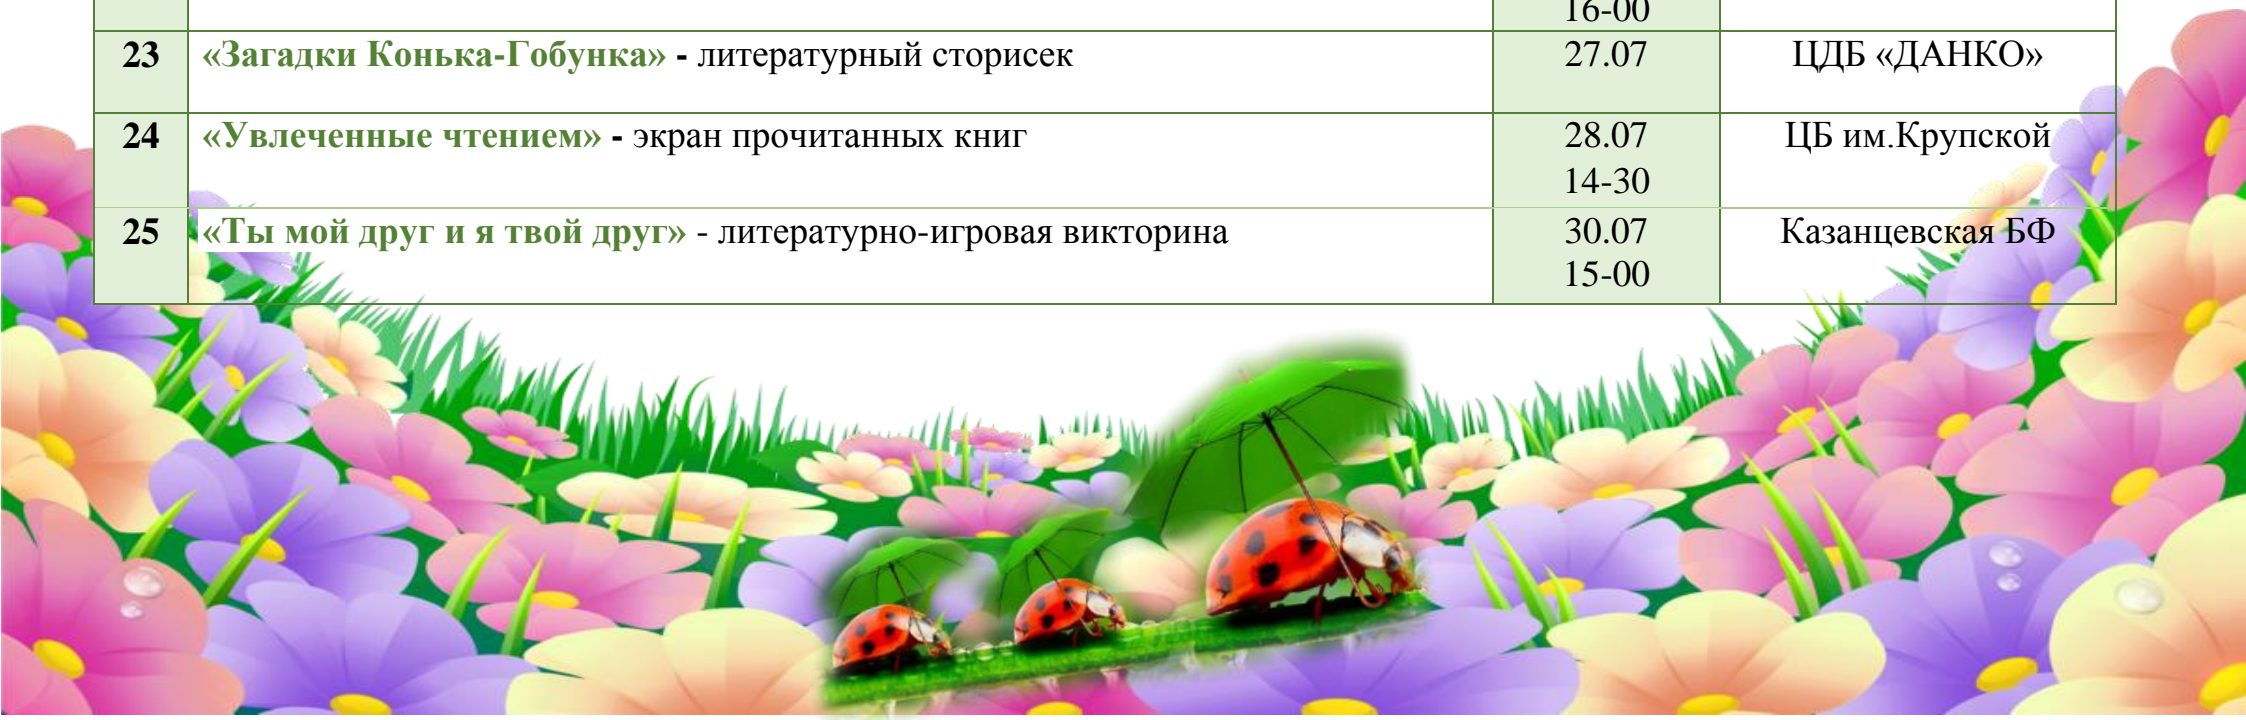 16-00
23 «Загадки Конька-Гобунка» - литературный сторисек 27.07 ЦДБ «ДАНКО»
24 «Увлеченные чтением» - экран прочитанных книг 28.07 ЦБ им.Крупской
14-30
25 «Ты мой друг и я твой друг» - литературно-игровая викторина 30.07 Казанцевская БФ
15-00